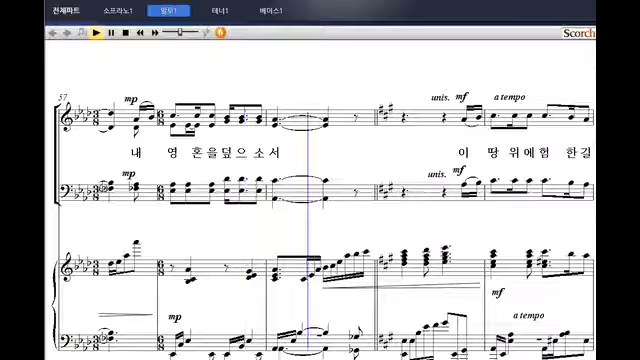 전체파트 소프라노1 알토1 테너1 베이스1
Scorch
57 mp unis. mf a tempo
내 영 혼을덮으소서 이 땅 위에험 한길
unis. mf
mp
mf
mp a tempo